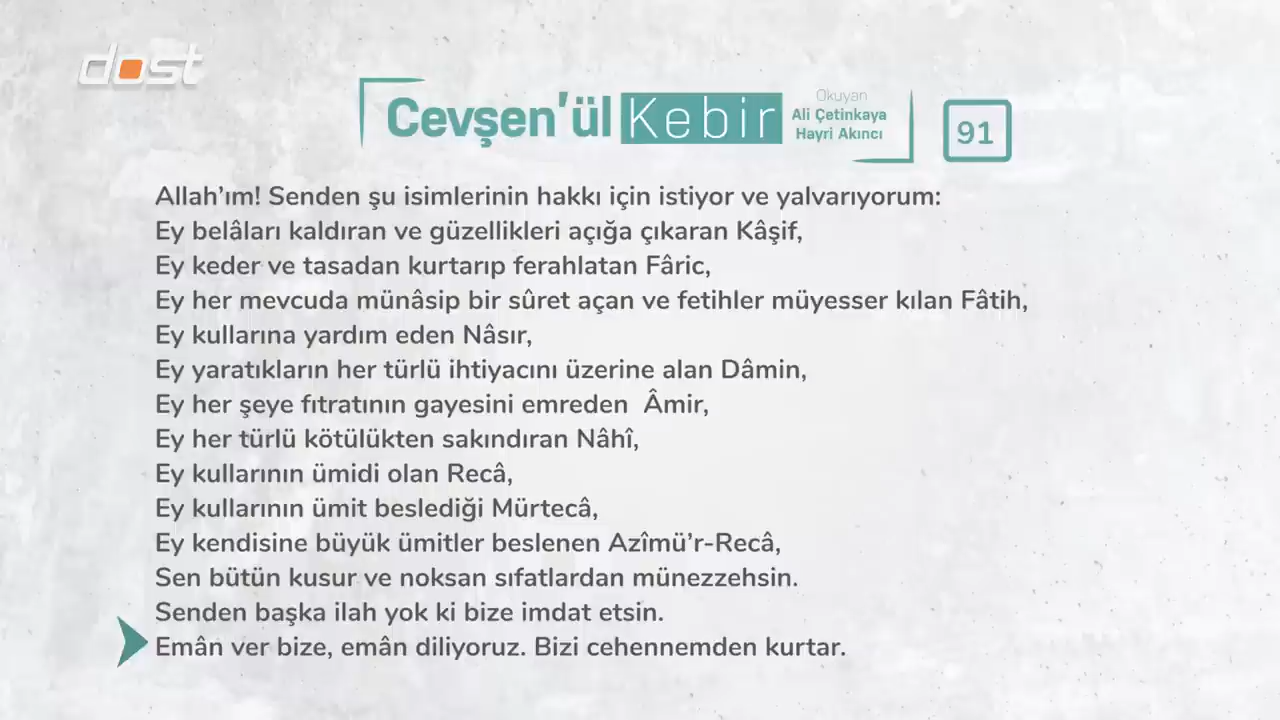 dost
Cevşen'ül Kebir
Okuyan
Ali Çetinkaya
Hayri Akıncı
91
Allah'ım! Senden şu isimlerinin hakkı için istiyor ve yalvarıyorum:
Ey belâları kaldıran ve güzellikleri açığa çıkaran Kâşif,
Ey keder ve tasadan kurtarıp ferahlatan Fâric,
Ey her mevcuda münâsip bir sûret açan ve fetihler müyesser kılan Fâtih,
Ey kullarına yardım eden Nâsır,
Ey yaratıkların her türlü ihtiyacını üzerine alan Dâmin,
Ey her şeye fıtratının gayesini emreden  Âmir,
Ey her türlü kötülükten sakındıran Nâhî,
Ey kullarının ümidi olan Recâ,
Ey kullarının ümit beslediği Mürtecâ,
Ey kendisine büyük ümitler beslenen Azîmü'r-Recâ,
Sen bütün kusur ve noksan sıfatlardan münezzehsin.
Senden başka ilah yok ki bize imdat etsin.
Emân ver bize, emân diliyoruz. Bizi cehennemden kurtar.